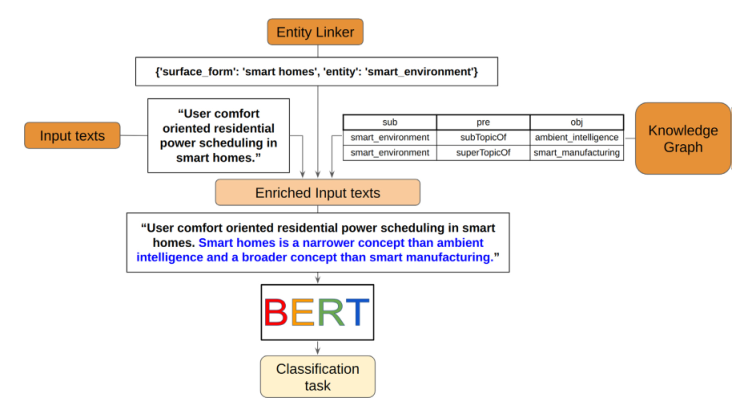 Entity Linker
{'surface_form': 'smart homes', 'entity': 'smart_environment'}
Input texts
“User comfort
oriented residential
power scheduling in
smart homes.”
sub pre obj
smart_environment subTopicOf ambient_intelligence
smart_environment superTopicOf smart_manufacturing
Knowledge
Graph
Enriched Input texts
“User comfort oriented residential power scheduling in smart
homes. Smart homes is a narrower concept than ambient
intelligence and a broader concept than smart manufacturing.”
BERT
Classification
task